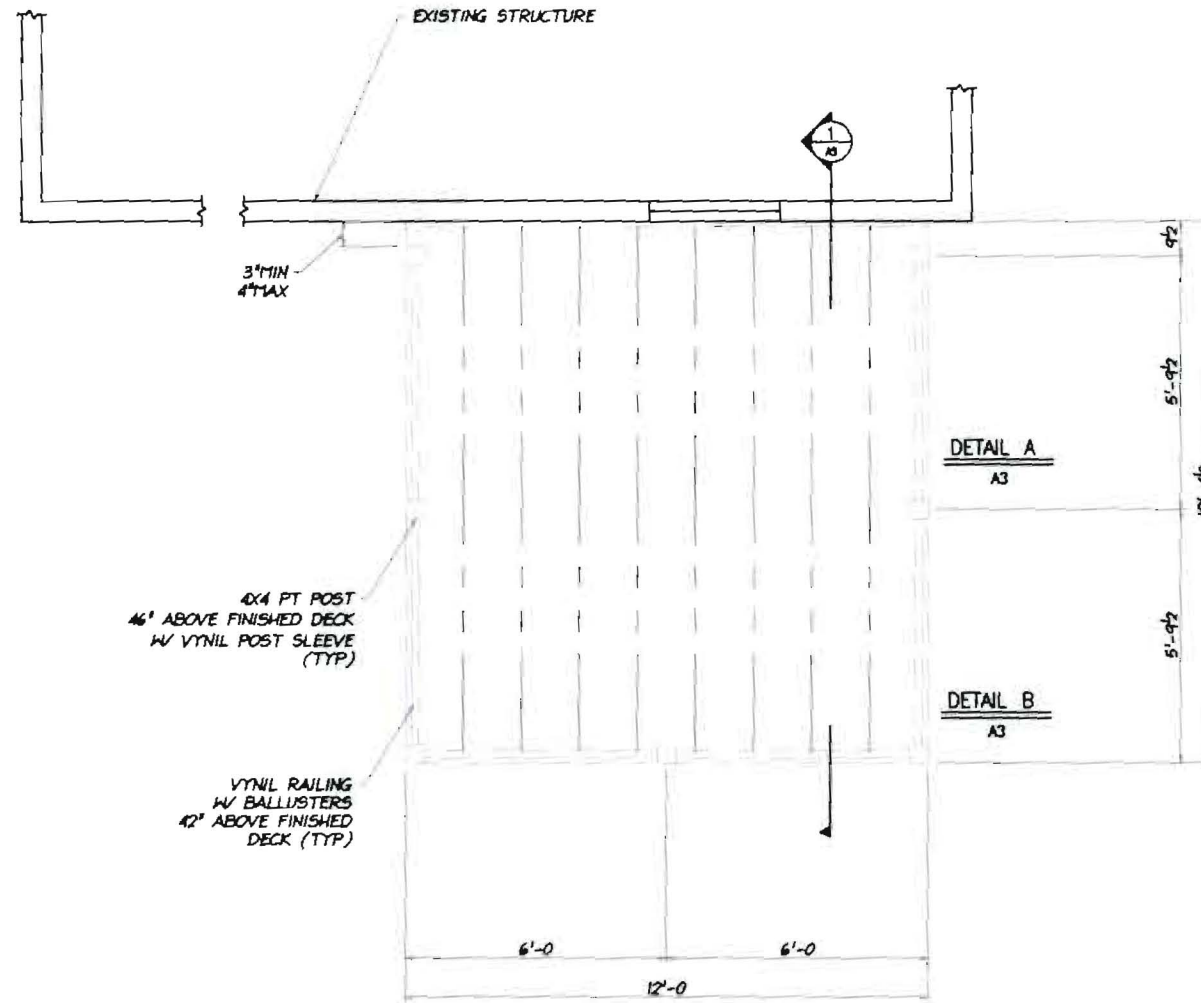 EXISTING STRUCTURE
1
3"MIN
4"MAX
9½
5'-9½
DETAIL A
A3
4X4 PT POST
46" ABOVE FINISHED DECK
W/ VYNIL POST SLEEVE
(TYP)
5'-9½
DETAIL B
A3
VYNIL RAILING
W/ BALLUSTERS
42" ABOVE FINISHED
DECK (TYP)
6'-0
6'-0
12'-0